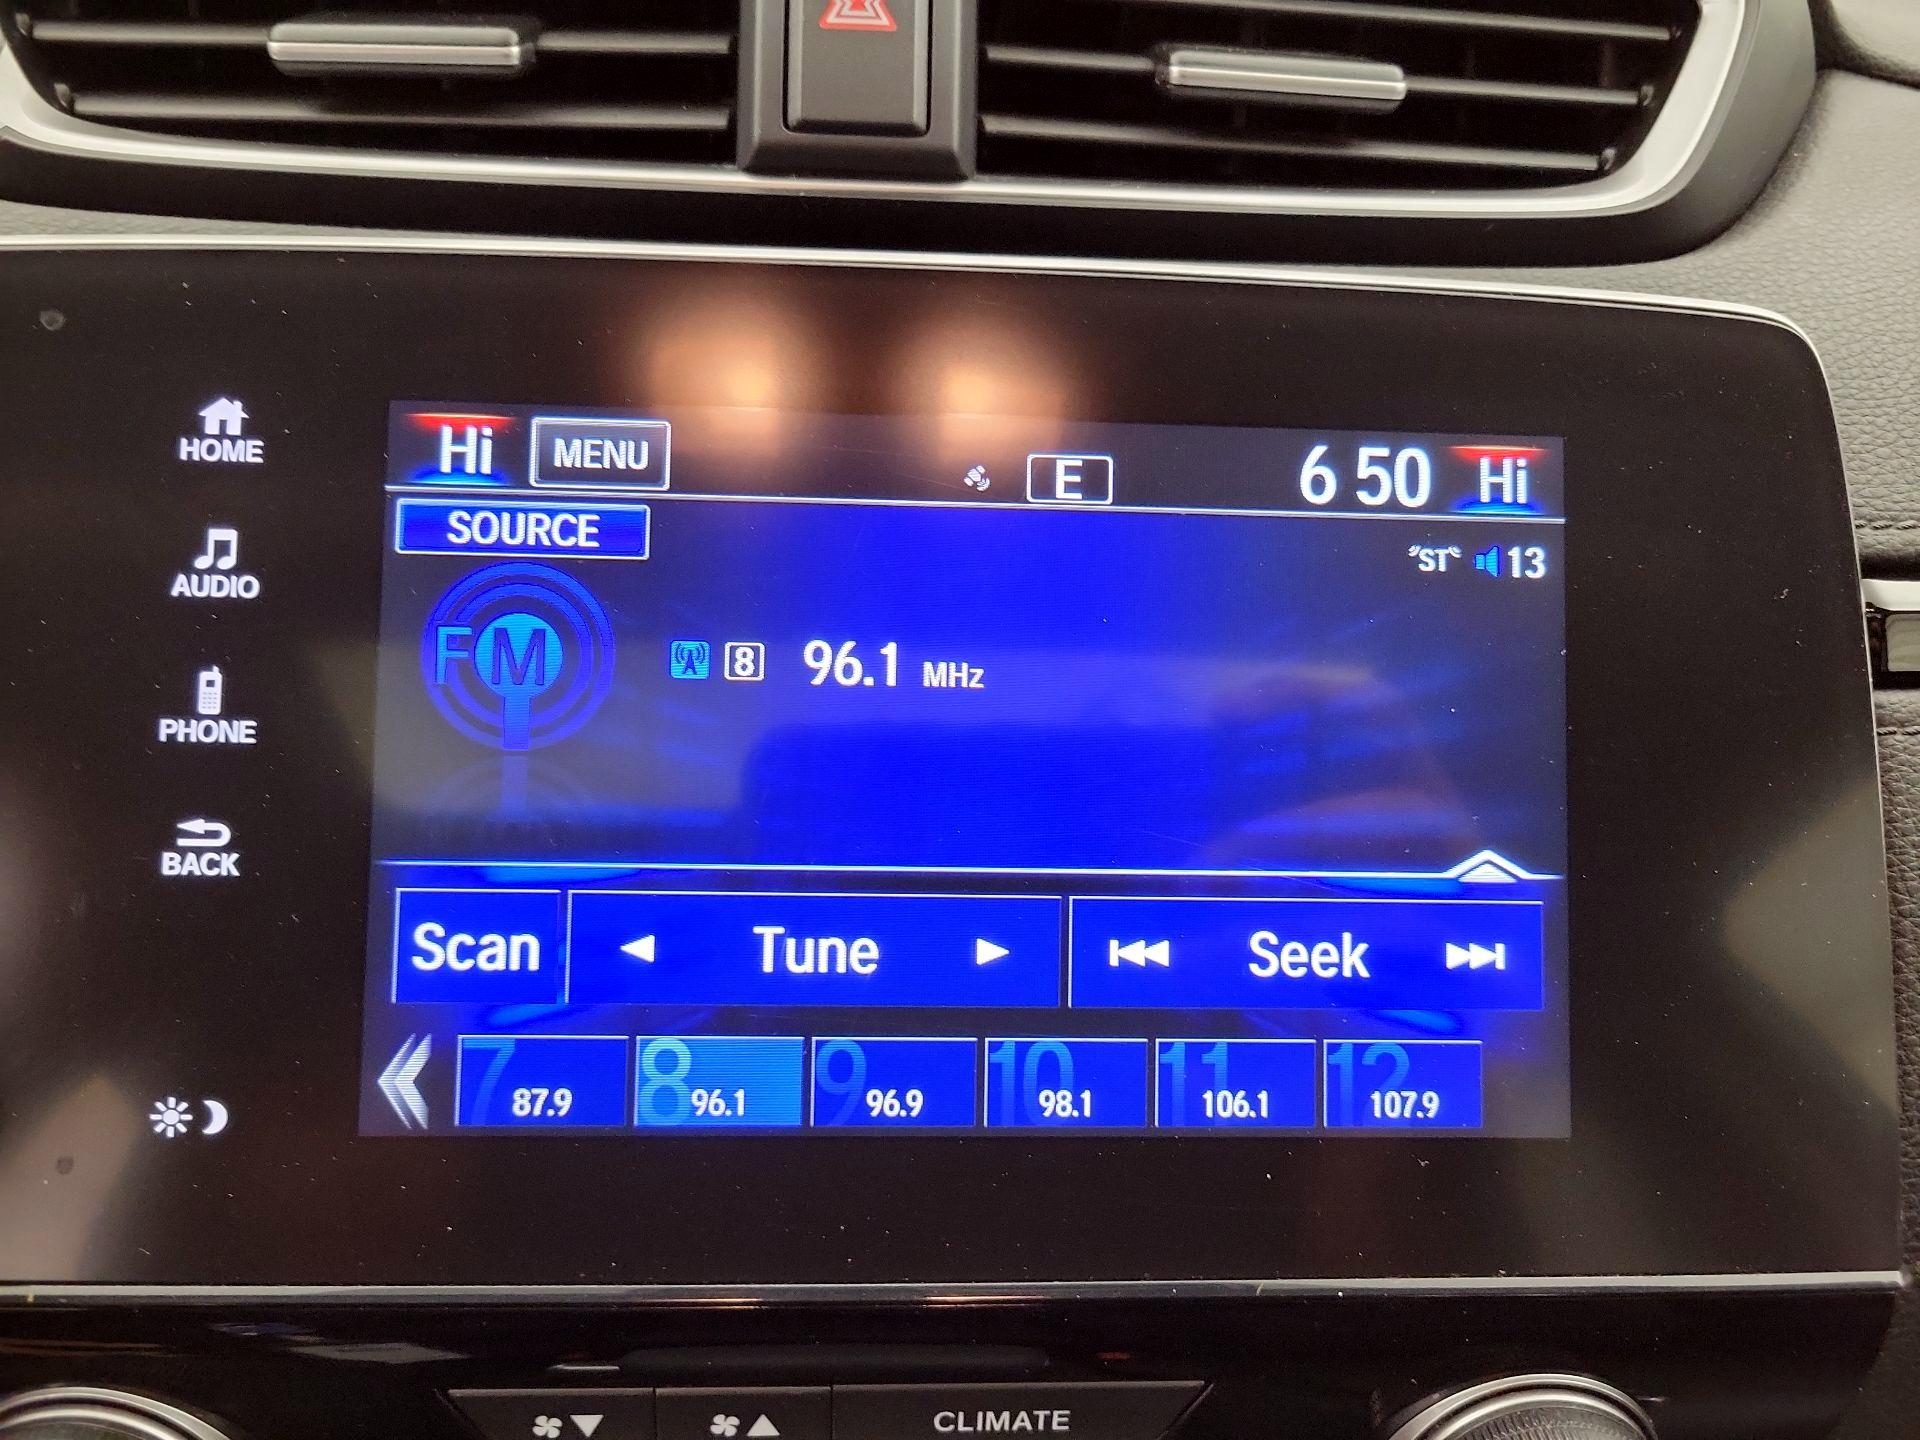 HOME
AUDIO
PHONE
BACK
Hi MENU E 6 50 Hi
SOURCE
ST 13
FM 8 96.1 MHz
Scan Tune Seek
7 87.9 8 96.1 9 96.9 10 98.1 11 106.1 12 107.9
CLIMATE